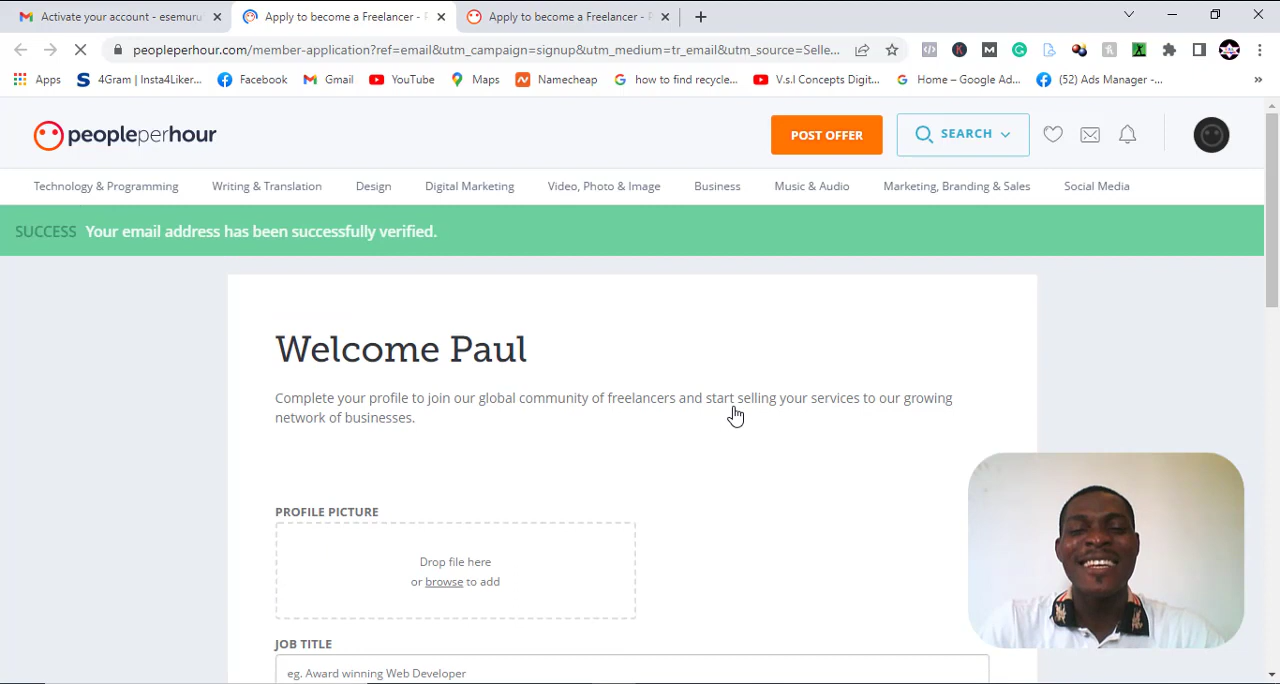 Activate your account - esemuru
Apply to become a Freelancer - F
Apply to become a Freelancer -
peopleperhour.com/member-application?ref=email&utm_campaign=signup&utm_medium=tr_email&utm_source=Selle...
Apps
4Gram | Insta4Liker...
Facebook
Gmail
YouTube
Maps
Namecheap
how to find recycle...
V.s.l Concepts Digit...
Home – Google Ad...
(52) Ads Manager -...
peopleperhour
POST OFFER
SEARCH
Technology & Programming
Writing & Translation
Design
Digital Marketing
Video, Photo & Image
Business
Music & Audio
Marketing, Branding & Sales
Social Media
SUCCESS Your email address has been successfully verified.
Welcome Paul
Complete your profile to join our global community of freelancers and start selling your services to our growing
network of businesses.
PROFILE PICTURE
Drop file here
or browse to add
JOB TITLE
eg. Award winning Web Developer